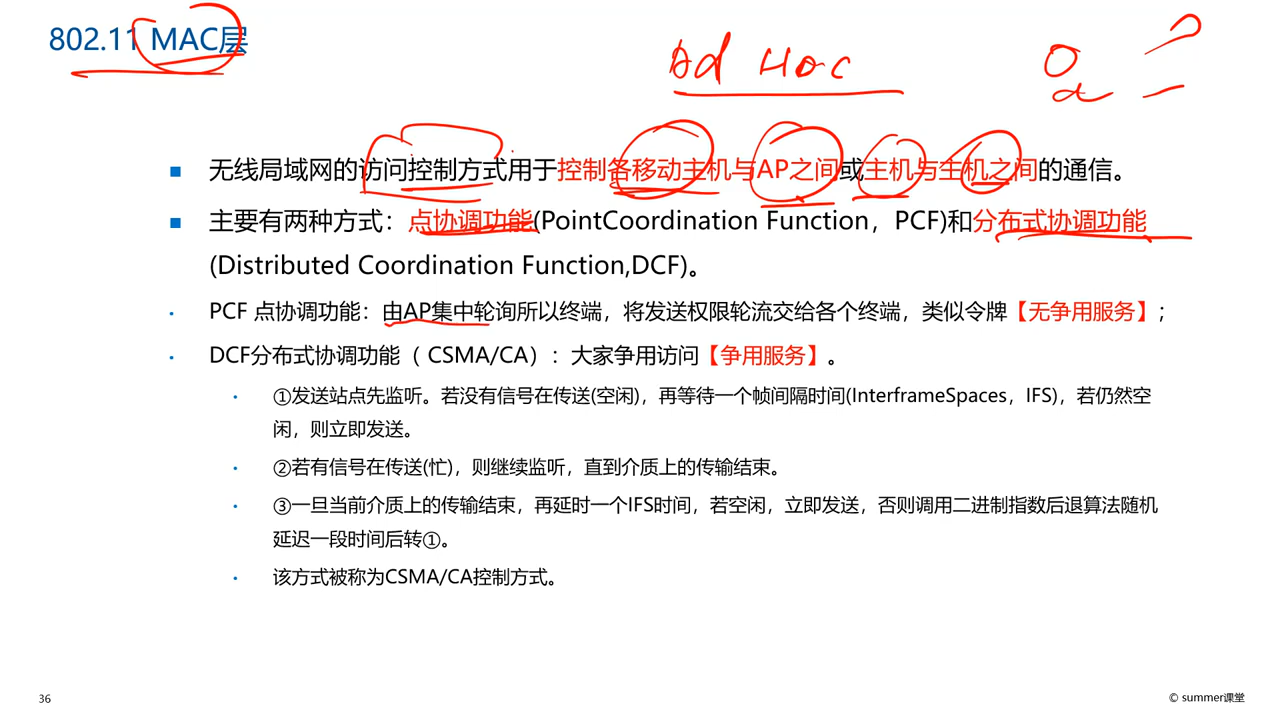 802.11 MAC层
Ad Hoc
无线局域网的访问控制方式用于控制各移动主机与AP之间或主机与主机之间的通信。
主要有两种方式：点协调功能(PointCoordination Function，PCF)和分布式协调功能
(Distributed Coordination Function,DCF)。
PCF 点协调功能：由AP集中轮询所以终端，将发送权限轮流交给各个终端，类似令牌【无争用服务】；
DCF分布式协调功能（ CSMA/CA）：大家争用访问【争用服务】。
①发送站点先监听。若没有信号在传送(空闲)，再等待一个帧间隔时间(InterframeSpaces，IFS)，若仍然空
闲，则立即发送。
②若有信号在传送(忙)，则继续监听，直到介质上的传输结束。
③一旦当前介质上的传输结束，再延时一个IFS时间，若空闲，立即发送，否则调用二进制指数后退算法随机
延迟一段时间后转①。
该方式被称为CSMA/CA控制方式。
36
© summer课堂